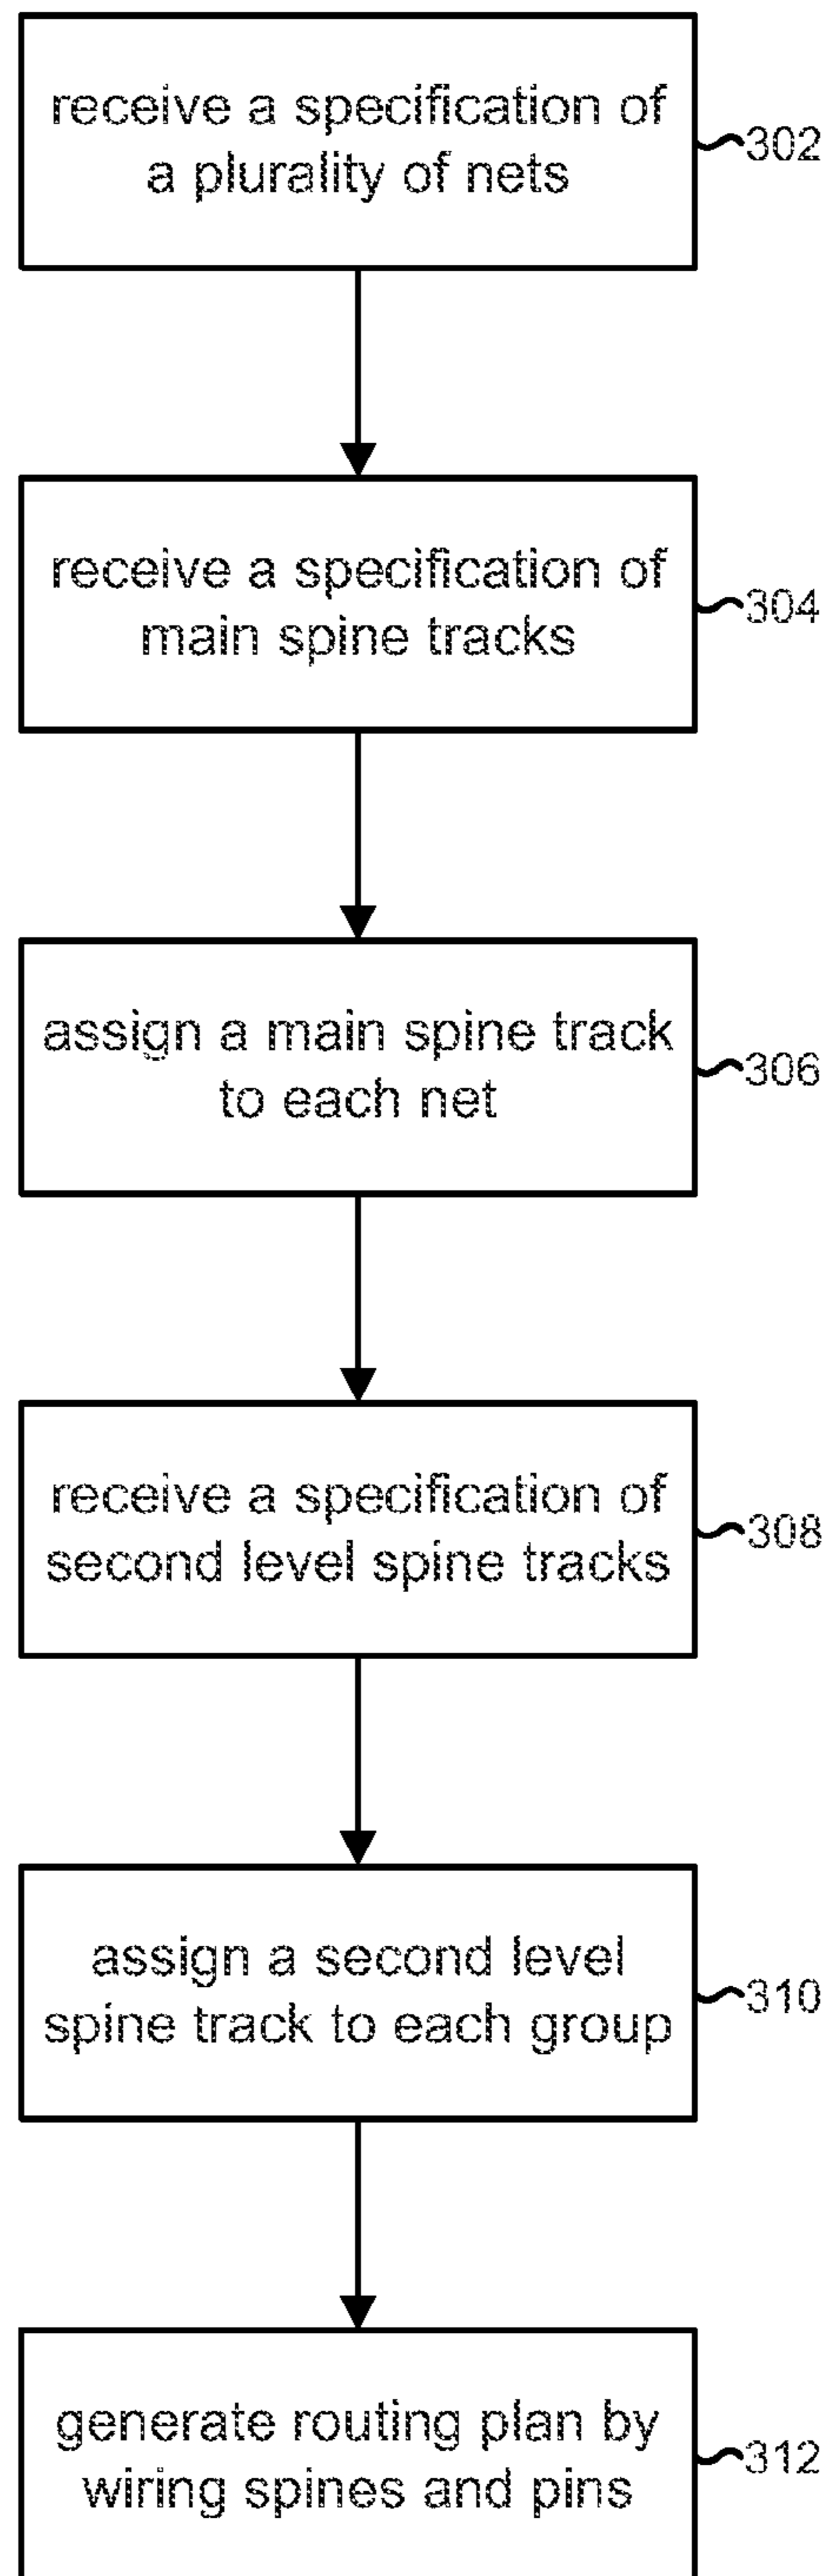 receive a specification of
a plurality of nets
302
receive a specification of
main spine tracks
304
assign a main spine track
to each net
306
receive a specification of
second level spine tracks
308
assign a second level
spine track to each group
310
generate routing plan by
wiring spines and pins
312